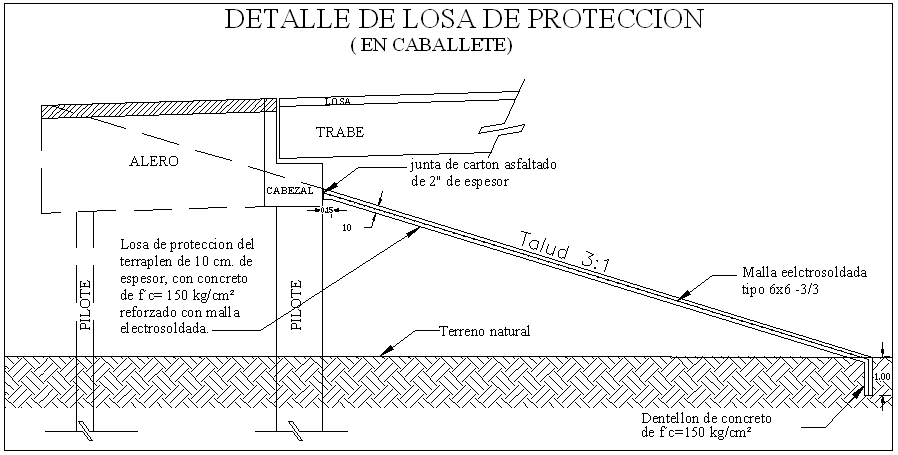 DETALLE DE LOSA DE PROTECCION
( EN CABALLETE)
LOSA
TRABE
ALERO
CABEZAL
junta de carton asfaltado
de 2" de espesor
0.15
10
Talud 3:1
Losa de proteccion del
terraplen de 10 cm. de
espesor, con concreto
de f´c= 150 kg/cm²
reforzado con malla
electrosoldada.
Malla eelctrosoldada
tipo 6x6 -3/3
PILOTE
PILOTE
Terreno natural
1.00
Dentellon de concreto
de f´c=150 kg/cm²